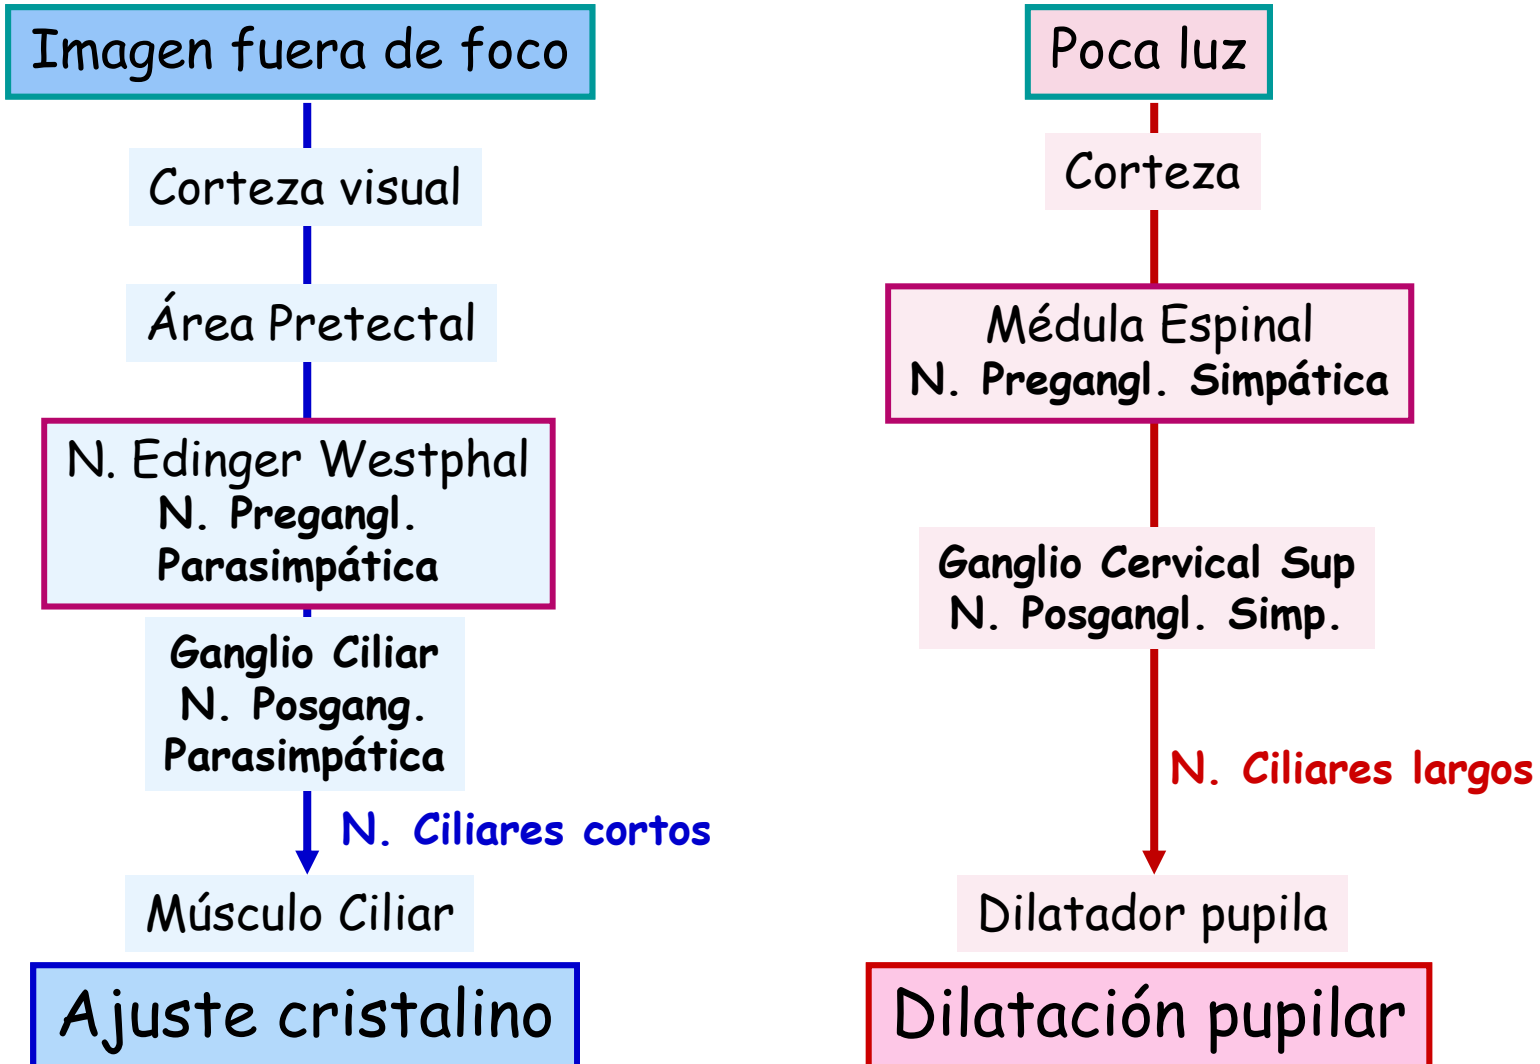 Imagen fuera de foco
Corteza visual
Área Pretectal
N. Edinger Westphal
N. Pregangl.
Parasimpática
Ganglio Ciliar
N. Posgang.
Parasimpática
N. Ciliares cortos
Músculo Ciliar
Ajuste cristalino
Poca luz
Corteza
Médula Espinal
N. Pregangl. Simpática
Ganglio Cervical Sup
N. Posgangl. Simp.
N. Ciliares largos
Dilatador pupila
Dilatación pupilar